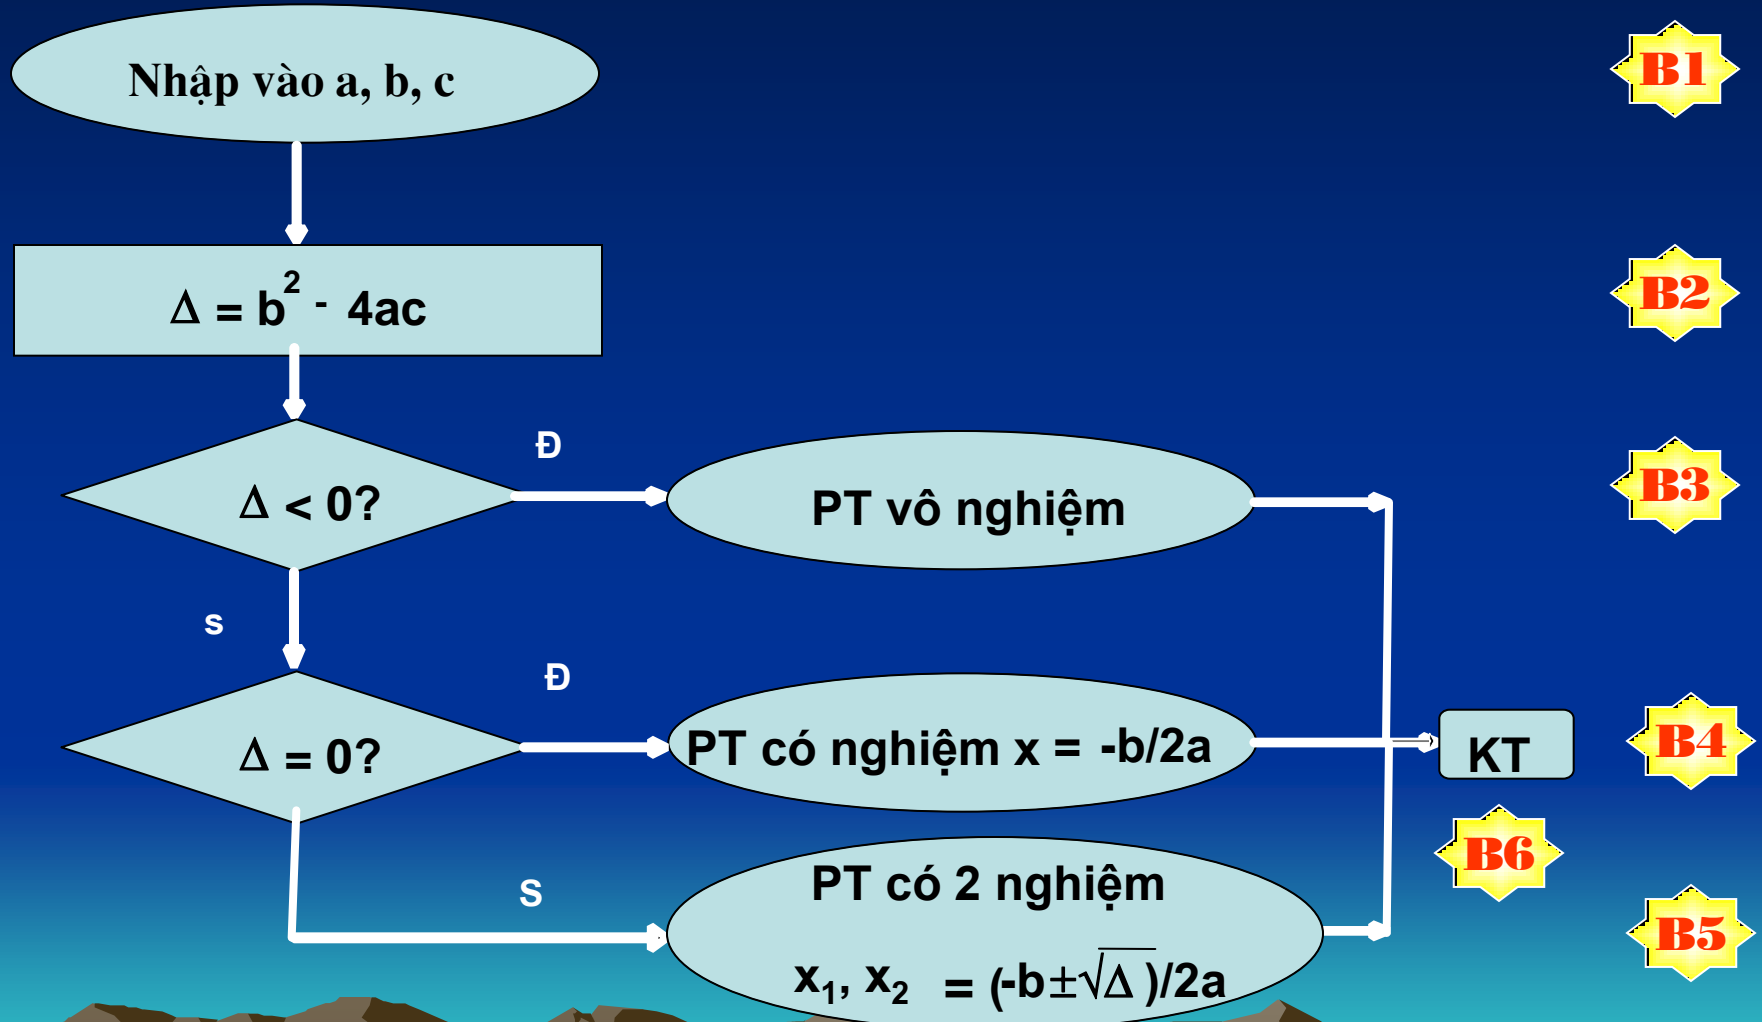 Nhập vào a, b, c
B1
Δ = b² - 4ac
B2
Δ < 0?
Đ
PT vô nghiệm
B3
s
Δ = 0?
Đ
PT có nghiệm x = -b/2a
KT
B4
B6
S
PT có 2 nghiệm
x₁, x₂ = (-b±√Δ)/2a
B5